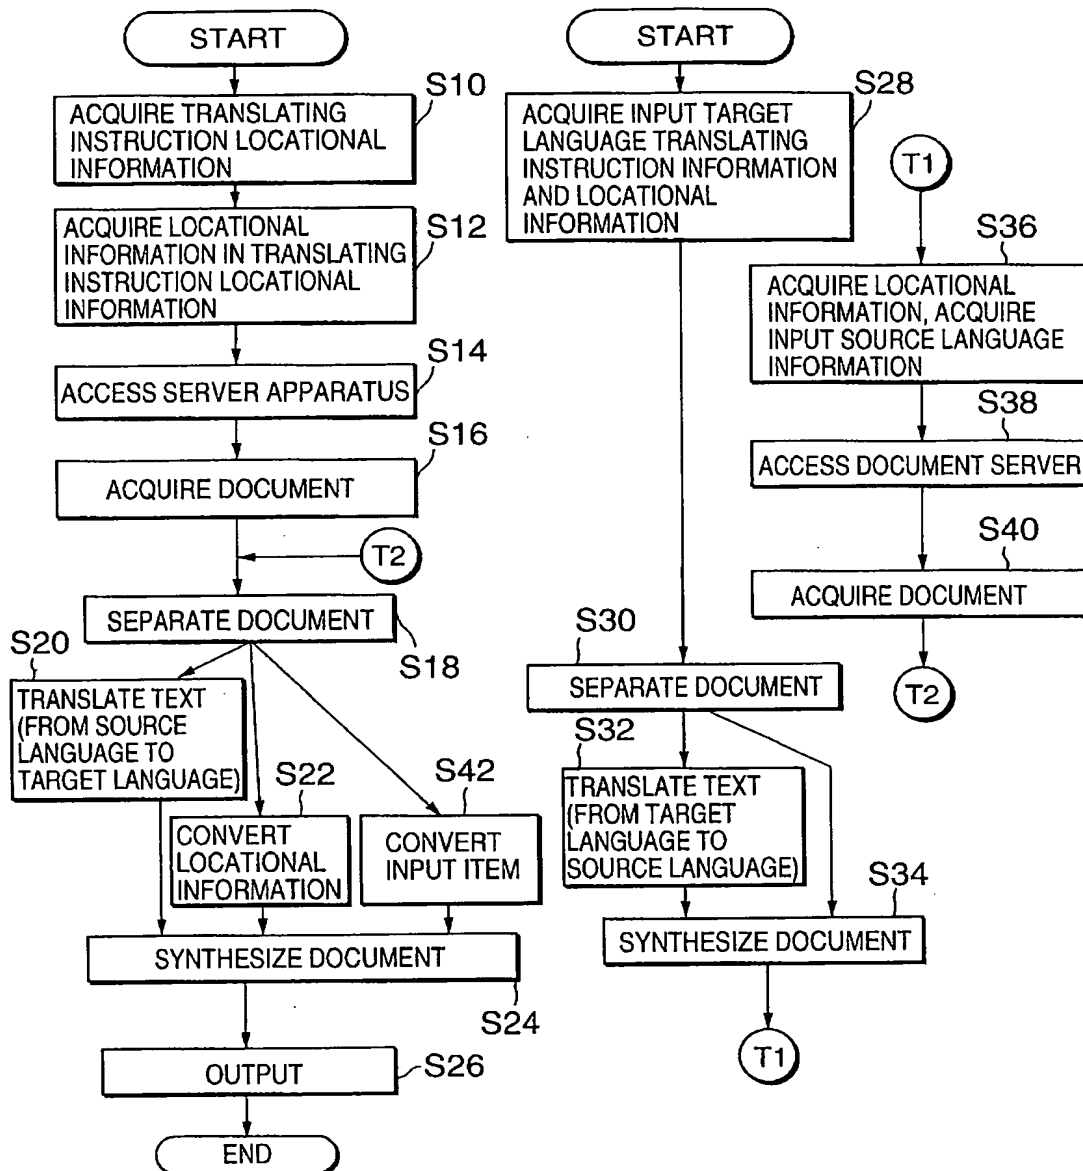 START
S10
ACQUIRE TRANSLATING
INSTRUCTION LOCATIONAL
INFORMATION
S12
ACQUIRE LOCATIONAL
INFORMATION IN TRANSLATING
INSTRUCTION LOCATIONAL
INFORMATION
S14
ACCESS SERVER APPARATUS
S16
ACQUIRE DOCUMENT
T2
SEPARATE DOCUMENT
S18
S20
TRANSLATE TEXT
(FROM SOURCE
LANGUAGE TO
TARGET LANGUAGE)
S22
CONVERT
LOCATIONAL
INFORMATION
S42
CONVERT
INPUT ITEM
SYNTHESIZE DOCUMENT
S24
OUTPUT
S26
END
START
S28
ACQUIRE INPUT TARGET
LANGUAGE TRANSLATING
INSTRUCTION INFORMATION
AND LOCATIONAL
INFORMATION
S30
SEPARATE DOCUMENT
S32
TRANSLATE TEXT
(FROM TARGET
LANGUAGE TO
SOURCE LANGUAGE)
S34
SYNTHESIZE DOCUMENT
T1
T1
S36
ACQUIRE LOCATIONAL
INFORMATION, ACQUIRE
INPUT SOURCE LANGUAGE
INFORMATION
S38
ACCESS DOCUMENT SERVER
S40
ACQUIRE DOCUMENT
T2